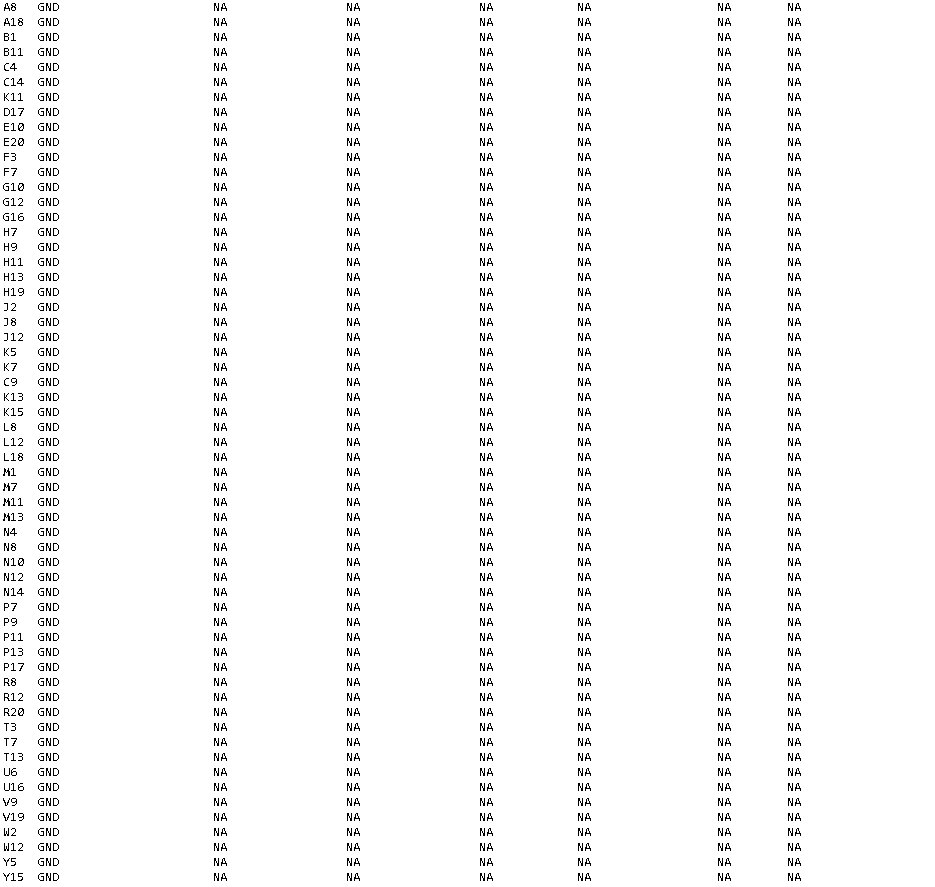 A8 GND NA NA NA NA NA NA
A18 GND NA NA NA NA NA NA
B1 GND NA NA NA NA NA NA
B11 GND NA NA NA NA NA NA
C4 GND NA NA NA NA NA NA
C14 GND NA NA NA NA NA NA
K11 GND NA NA NA NA NA NA
D17 GND NA NA NA NA NA NA
E10 GND NA NA NA NA NA NA
E20 GND NA NA NA NA NA NA
F3 GND NA NA NA NA NA NA
F7 GND NA NA NA NA NA NA
G10 GND NA NA NA NA NA NA
G12 GND NA NA NA NA NA NA
G16 GND NA NA NA NA NA NA
H7 GND NA NA NA NA NA NA
H9 GND NA NA NA NA NA NA
H11 GND NA NA NA NA NA NA
H13 GND NA NA NA NA NA NA
H19 GND NA NA NA NA NA NA
J2 GND NA NA NA NA NA NA
J8 GND NA NA NA NA NA NA
J12 GND NA NA NA NA NA NA
K5 GND NA NA NA NA NA NA
K7 GND NA NA NA NA NA NA
C9 GND NA NA NA NA NA NA
K13 GND NA NA NA NA NA NA
K15 GND NA NA NA NA NA NA
L8 GND NA NA NA NA NA NA
L12 GND NA NA NA NA NA NA
L18 GND NA NA NA NA NA NA
M1 GND NA NA NA NA NA NA
M7 GND NA NA NA NA NA NA
M11 GND NA NA NA NA NA NA
M13 GND NA NA NA NA NA NA
N4 GND NA NA NA NA NA NA
N8 GND NA NA NA NA NA NA
N10 GND NA NA NA NA NA NA
N12 GND NA NA NA NA NA NA
N14 GND NA NA NA NA NA NA
P7 GND NA NA NA NA NA NA
P9 GND NA NA NA NA NA NA
P11 GND NA NA NA NA NA NA
P13 GND NA NA NA NA NA NA
P17 GND NA NA NA NA NA NA
R8 GND NA NA NA NA NA NA
R12 GND NA NA NA NA NA NA
R20 GND NA NA NA NA NA NA
T3 GND NA NA NA NA NA NA
T7 GND NA NA NA NA NA NA
T13 GND NA NA NA NA NA NA
U6 GND NA NA NA NA NA NA
U16 GND NA NA NA NA NA NA
V9 GND NA NA NA NA NA NA
V19 GND NA NA NA NA NA NA
W2 GND NA NA NA NA NA NA
W12 GND NA NA NA NA NA NA
Y5 GND NA NA NA NA NA NA
Y15 GND NA NA NA NA NA NA